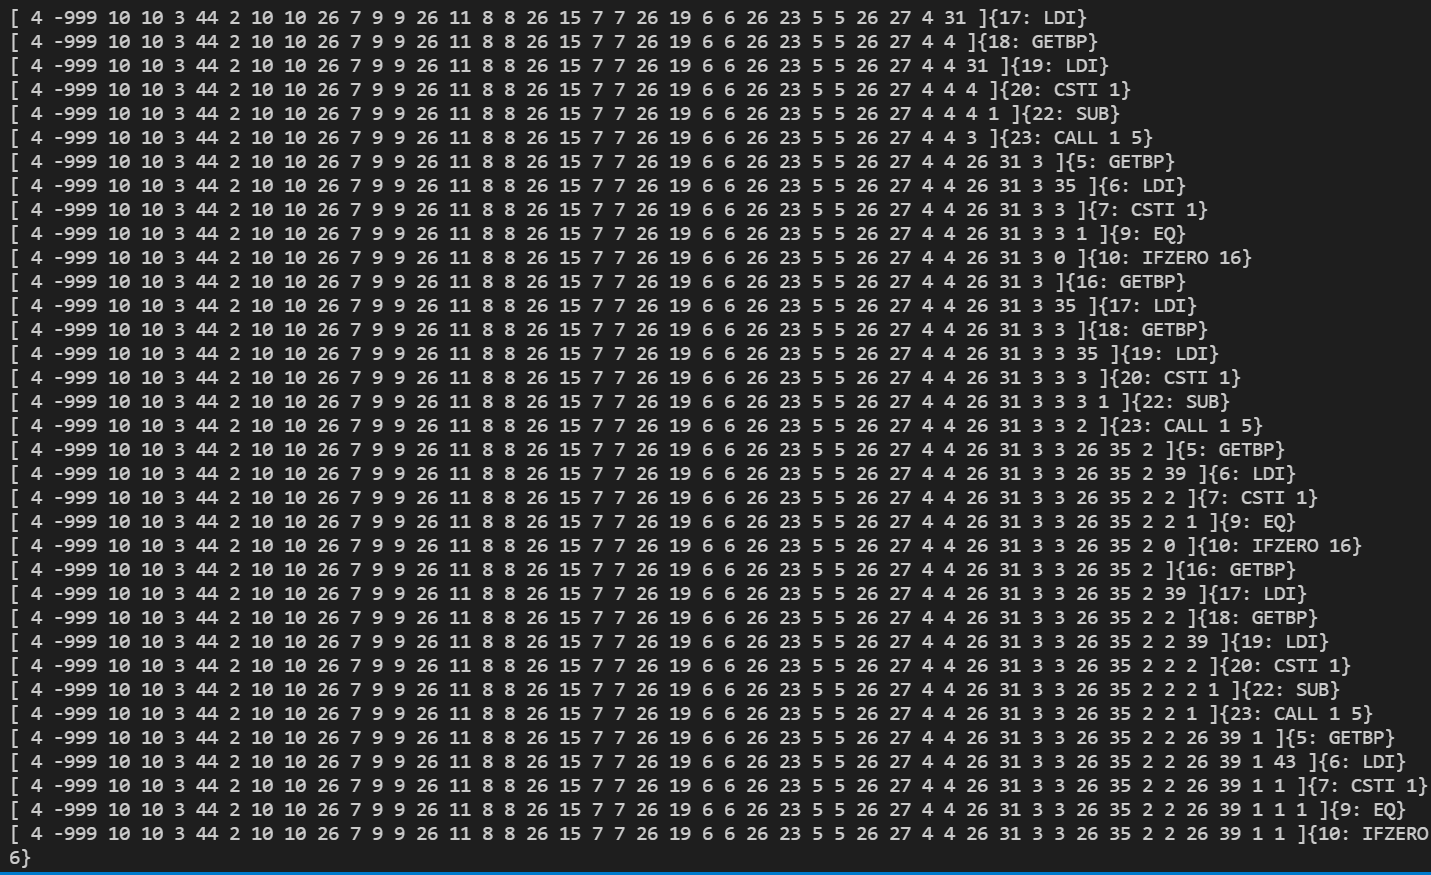 [ 4 -999 10 10 3 44 2 10 10 26 7 9 9 26 11 8 8 26 15 7 7 26 19 6 6 26 23 5 5 26 27 4 31 ]{17: LDI}
[ 4 -999 10 10 3 44 2 10 10 26 7 9 9 26 11 8 8 26 15 7 7 26 19 6 6 26 23 5 5 26 27 4 4 ]{18: GETBP}
[ 4 -999 10 10 3 44 2 10 10 26 7 9 9 26 11 8 8 26 15 7 7 26 19 6 6 26 23 5 5 26 27 4 4 31 ]{19: LDI}
[ 4 -999 10 10 3 44 2 10 10 26 7 9 9 26 11 8 8 26 15 7 7 26 19 6 6 26 23 5 5 26 27 4 4 4 ]{20: CSTI 1}
[ 4 -999 10 10 3 44 2 10 10 26 7 9 9 26 11 8 8 26 15 7 7 26 19 6 6 26 23 5 5 26 27 4 4 4 1 ]{22: SUB}
[ 4 -999 10 10 3 44 2 10 10 26 7 9 9 26 11 8 8 26 15 7 7 26 19 6 6 26 23 5 5 26 27 4 4 3 ]{23: CALL 1 5}
[ 4 -999 10 10 3 44 2 10 10 26 7 9 9 26 11 8 8 26 15 7 7 26 19 6 6 26 23 5 5 26 27 4 4 26 31 3 ]{5: GETBP}
[ 4 -999 10 10 3 44 2 10 10 26 7 9 9 26 11 8 8 26 15 7 7 26 19 6 6 26 23 5 5 26 27 4 4 26 31 3 35 ]{6: LDI}
[ 4 -999 10 10 3 44 2 10 10 26 7 9 9 26 11 8 8 26 15 7 7 26 19 6 6 26 23 5 5 26 27 4 4 26 31 3 3 ]{7: CSTI 1}
[ 4 -999 10 10 3 44 2 10 10 26 7 9 9 26 11 8 8 26 15 7 7 26 19 6 6 26 23 5 5 26 27 4 4 26 31 3 3 1 ]{9: EQ}
[ 4 -999 10 10 3 44 2 10 10 26 7 9 9 26 11 8 8 26 15 7 7 26 19 6 6 26 23 5 5 26 27 4 4 26 31 3 0 ]{10: IFZERO 16}
[ 4 -999 10 10 3 44 2 10 10 26 7 9 9 26 11 8 8 26 15 7 7 26 19 6 6 26 23 5 5 26 27 4 4 26 31 3 ]{16: GETBP}
[ 4 -999 10 10 3 44 2 10 10 26 7 9 9 26 11 8 8 26 15 7 7 26 19 6 6 26 23 5 5 26 27 4 4 26 31 3 35 ]{17: LDI}
[ 4 -999 10 10 3 44 2 10 10 26 7 9 9 26 11 8 8 26 15 7 7 26 19 6 6 26 23 5 5 26 27 4 4 26 31 3 3 ]{18: GETBP}
[ 4 -999 10 10 3 44 2 10 10 26 7 9 9 26 11 8 8 26 15 7 7 26 19 6 6 26 23 5 5 26 27 4 4 26 31 3 3 35 ]{19: LDI}
[ 4 -999 10 10 3 44 2 10 10 26 7 9 9 26 11 8 8 26 15 7 7 26 19 6 6 26 23 5 5 26 27 4 4 26 31 3 3 3 ]{20: CSTI 1}
[ 4 -999 10 10 3 44 2 10 10 26 7 9 9 26 11 8 8 26 15 7 7 26 19 6 6 26 23 5 5 26 27 4 4 26 31 3 3 3 1 ]{22: SUB}
[ 4 -999 10 10 3 44 2 10 10 26 7 9 9 26 11 8 8 26 15 7 7 26 19 6 6 26 23 5 5 26 27 4 4 26 31 3 3 2 ]{23: CALL 1 5}
[ 4 -999 10 10 3 44 2 10 10 26 7 9 9 26 11 8 8 26 15 7 7 26 19 6 6 26 23 5 5 26 27 4 4 26 31 3 3 26 35 2 ]{5: GETBP}
[ 4 -999 10 10 3 44 2 10 10 26 7 9 9 26 11 8 8 26 15 7 7 26 19 6 6 26 23 5 5 26 27 4 4 26 31 3 3 26 35 2 39 ]{6: LDI}
[ 4 -999 10 10 3 44 2 10 10 26 7 9 9 26 11 8 8 26 15 7 7 26 19 6 6 26 23 5 5 26 27 4 4 26 31 3 3 26 35 2 2 ]{7: CSTI 1}
[ 4 -999 10 10 3 44 2 10 10 26 7 9 9 26 11 8 8 26 15 7 7 26 19 6 6 26 23 5 5 26 27 4 4 26 31 3 3 26 35 2 2 1 ]{9: EQ}
[ 4 -999 10 10 3 44 2 10 10 26 7 9 9 26 11 8 8 26 15 7 7 26 19 6 6 26 23 5 5 26 27 4 4 26 31 3 3 26 35 2 0 ]{10: IFZERO 16}
[ 4 -999 10 10 3 44 2 10 10 26 7 9 9 26 11 8 8 26 15 7 7 26 19 6 6 26 23 5 5 26 27 4 4 26 31 3 3 26 35 2 ]{16: GETBP}
[ 4 -999 10 10 3 44 2 10 10 26 7 9 9 26 11 8 8 26 15 7 7 26 19 6 6 26 23 5 5 26 27 4 4 26 31 3 3 26 35 2 39 ]{17: LDI}
[ 4 -999 10 10 3 44 2 10 10 26 7 9 9 26 11 8 8 26 15 7 7 26 19 6 6 26 23 5 5 26 27 4 4 26 31 3 3 26 35 2 2 ]{18: GETBP}
[ 4 -999 10 10 3 44 2 10 10 26 7 9 9 26 11 8 8 26 15 7 7 26 19 6 6 26 23 5 5 26 27 4 4 26 31 3 3 26 35 2 2 39 ]{19: LDI}
[ 4 -999 10 10 3 44 2 10 10 26 7 9 9 26 11 8 8 26 15 7 7 26 19 6 6 26 23 5 5 26 27 4 4 26 31 3 3 26 35 2 2 2 ]{20: CSTI 1}
[ 4 -999 10 10 3 44 2 10 10 26 7 9 9 26 11 8 8 26 15 7 7 26 19 6 6 26 23 5 5 26 27 4 4 26 31 3 3 26 35 2 2 2 1 ]{22: SUB}
[ 4 -999 10 10 3 44 2 10 10 26 7 9 9 26 11 8 8 26 15 7 7 26 19 6 6 26 23 5 5 26 27 4 4 26 31 3 3 26 35 2 2 1 ]{23: CALL 1 5}
[ 4 -999 10 10 3 44 2 10 10 26 7 9 9 26 11 8 8 26 15 7 7 26 19 6 6 26 23 5 5 26 27 4 4 26 31 3 3 26 35 2 2 26 39 1 ]{5: GETBP}
[ 4 -999 10 10 3 44 2 10 10 26 7 9 9 26 11 8 8 26 15 7 7 26 19 6 6 26 23 5 5 26 27 4 4 26 31 3 3 26 35 2 2 26 39 1 43 ]{6: LDI}
[ 4 -999 10 10 3 44 2 10 10 26 7 9 9 26 11 8 8 26 15 7 7 26 19 6 6 26 23 5 5 26 27 4 4 26 31 3 3 26 35 2 2 26 39 1 1 ]{7: CSTI 1}
[ 4 -999 10 10 3 44 2 10 10 26 7 9 9 26 11 8 8 26 15 7 7 26 19 6 6 26 23 5 5 26 27 4 4 26 31 3 3 26 35 2 2 26 39 1 1 1 ]{9: EQ}
[ 4 -999 10 10 3 44 2 10 10 26 7 9 9 26 11 8 8 26 15 7 7 26 19 6 6 26 23 5 5 26 27 4 4 26 31 3 3 26 35 2 2 26 39 1 1 ]{10: IFZERO
6}